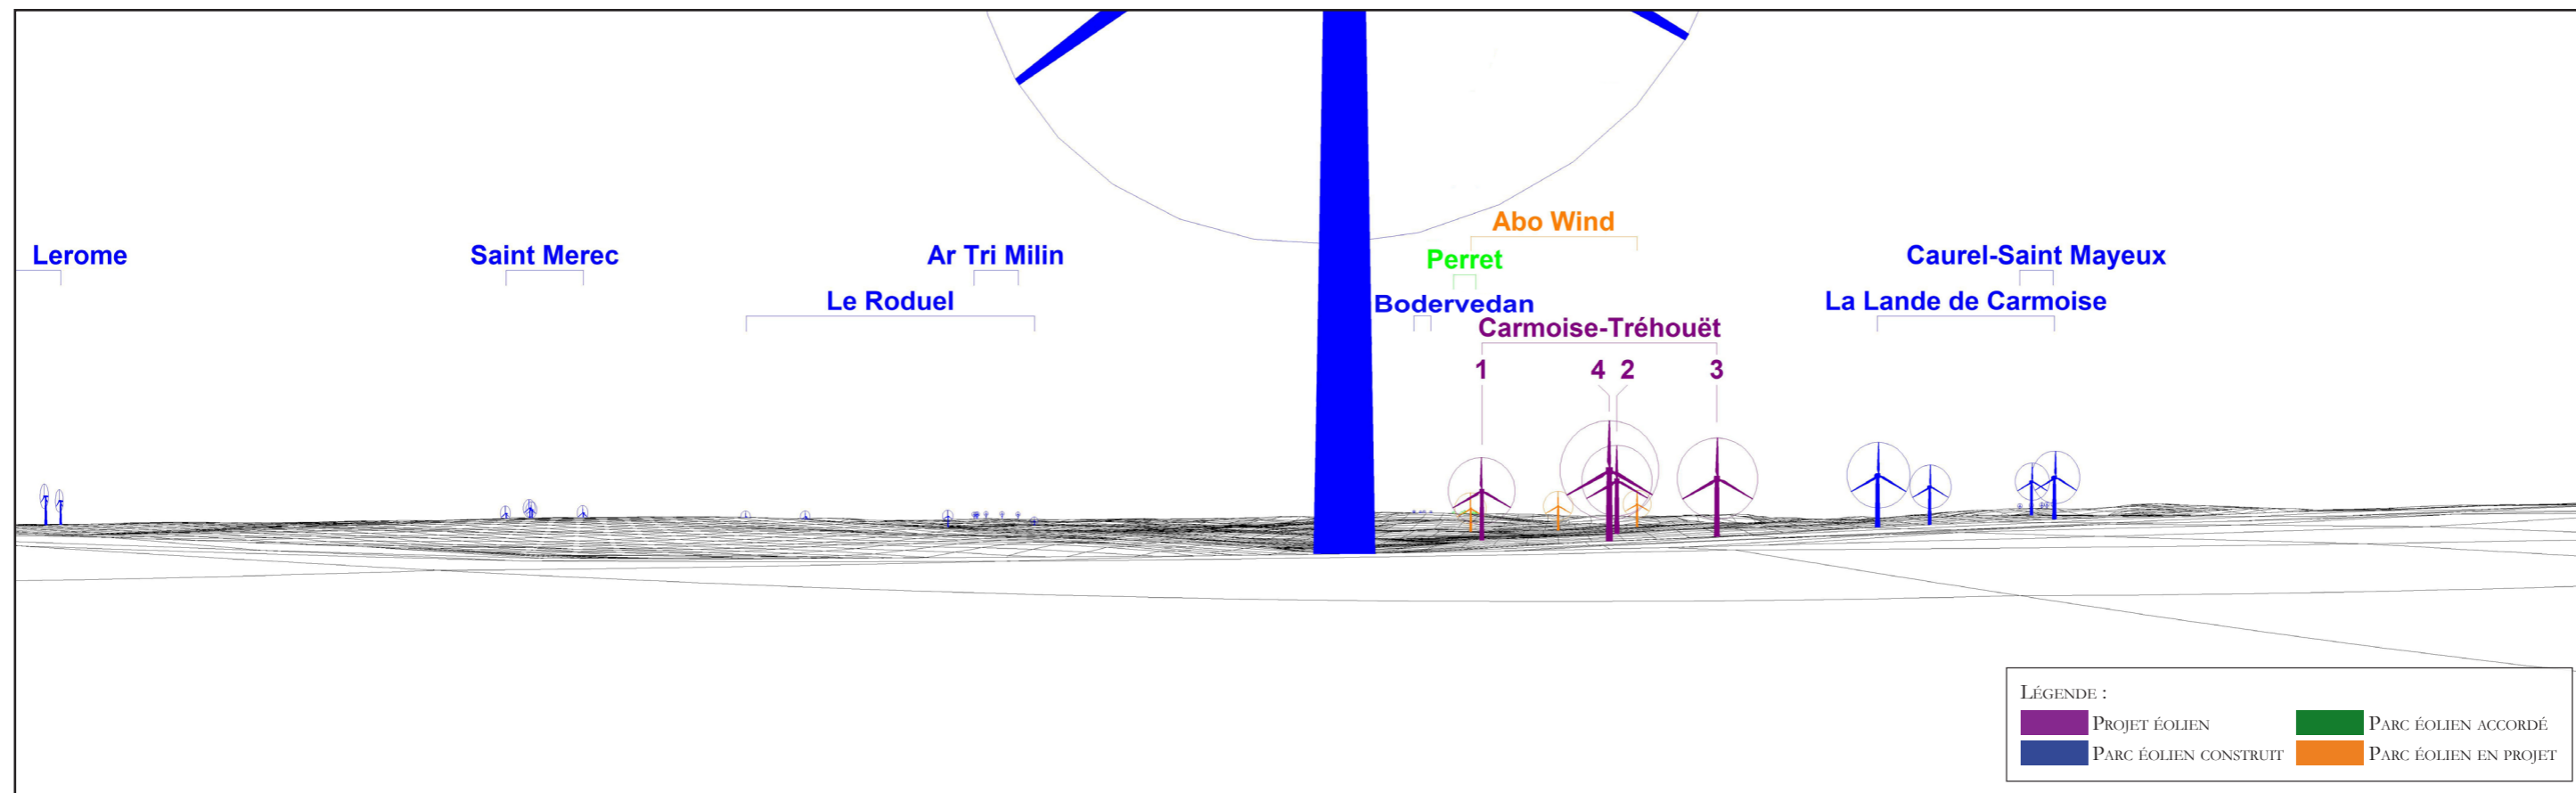 Abo Wind
Lerome
Saint Merec
Ar Tri Milin
Perret
Caurel-Saint Mayeux
Le Roduel
Bodervedan
La Lande de Carmoise
Carmoise-Tréhouët
1
4 2
3
Légende :
Projet éolien
Parc éolien accordé
Parc éolien construit
Parc éolien en projet